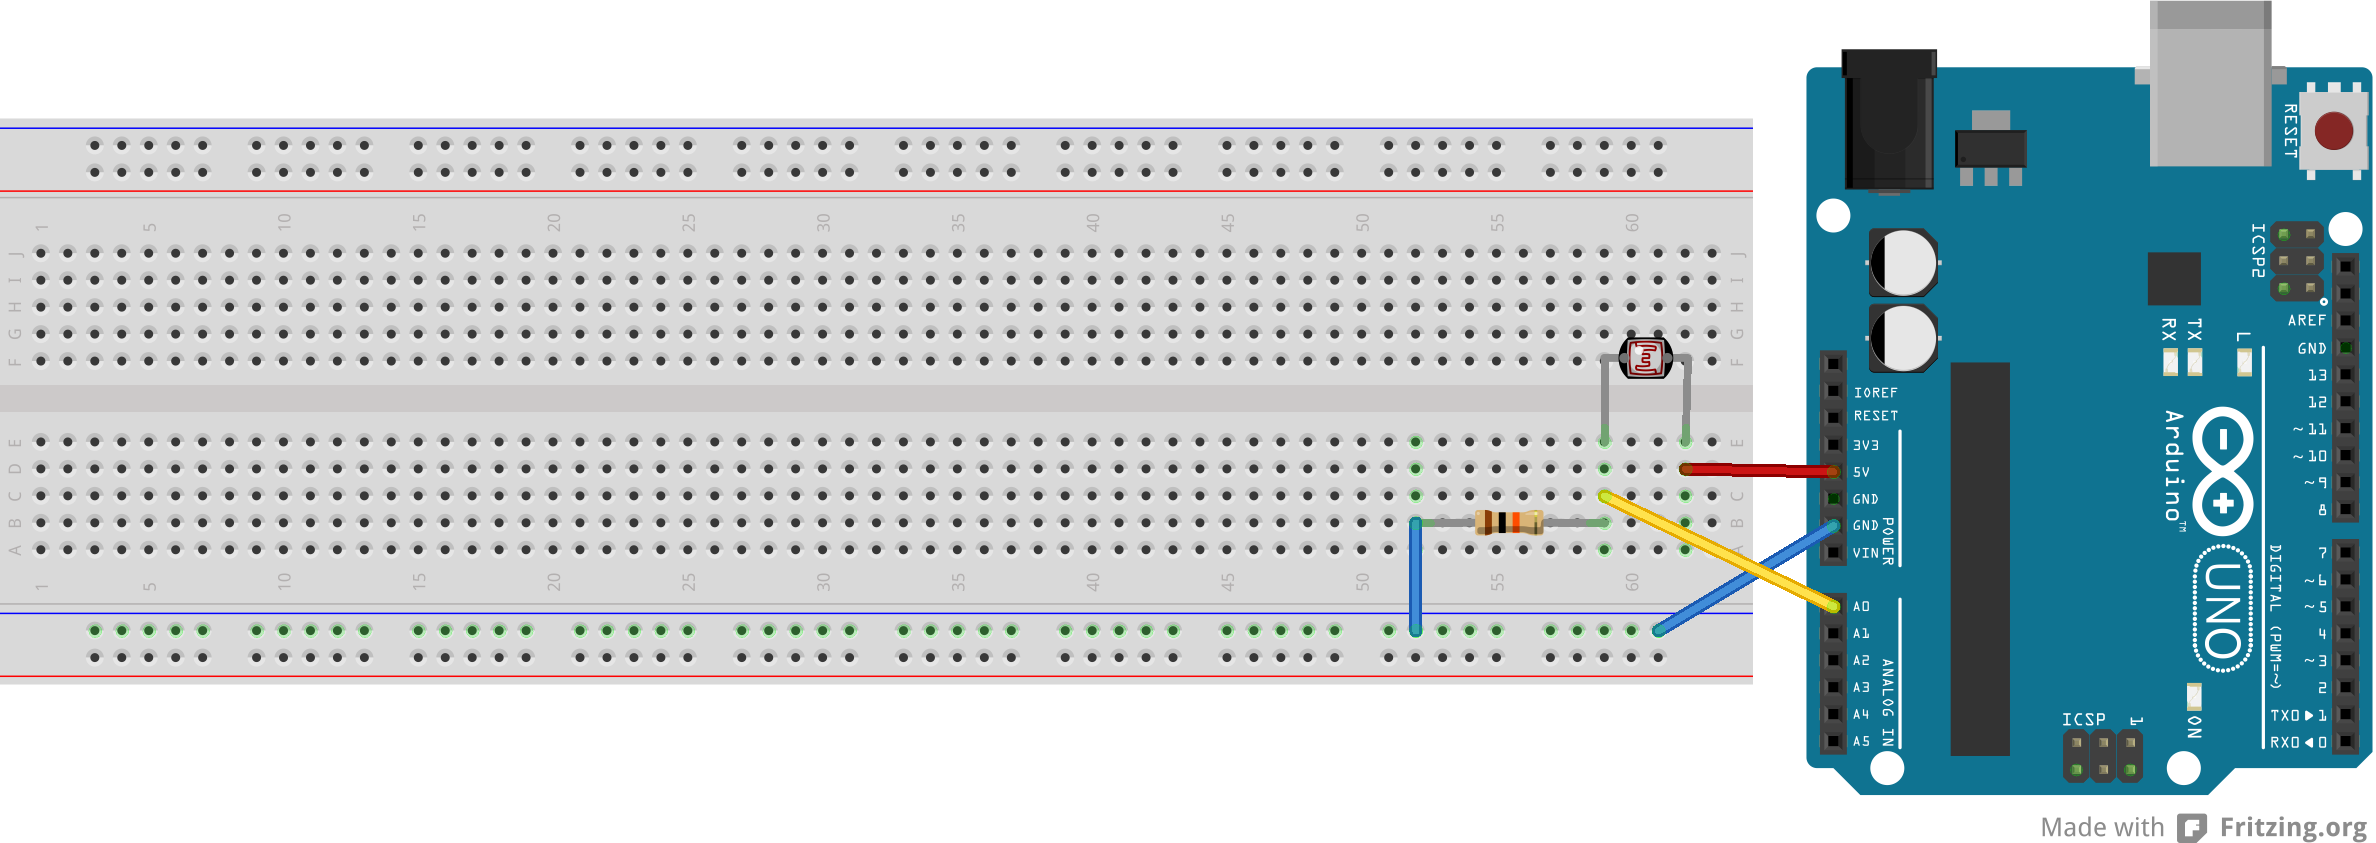 1 5 10 15 20 25 30 35 40 45 50 55 60
J J
I I
H H
G G
F F
E E
D D
C C
B B
A A
1 5 10 15 20 25 30 35 40 45 50 55 60
RESET
ICSP2
AREF
GND
13
12
~11
~10
~9
8
7
~6
~5
4
~3
2
TX0▶1
RX0◀0
DIGITAL (PWM=~)
RX TX L
Arduino™
UNO
IOREF
RESET
3V3
5V
GND
GND
VIN
POWER
A0
A1
A2
A3
A4
A5
ANALOG IN
ICSP 1
ON
Made with Fritzing.org